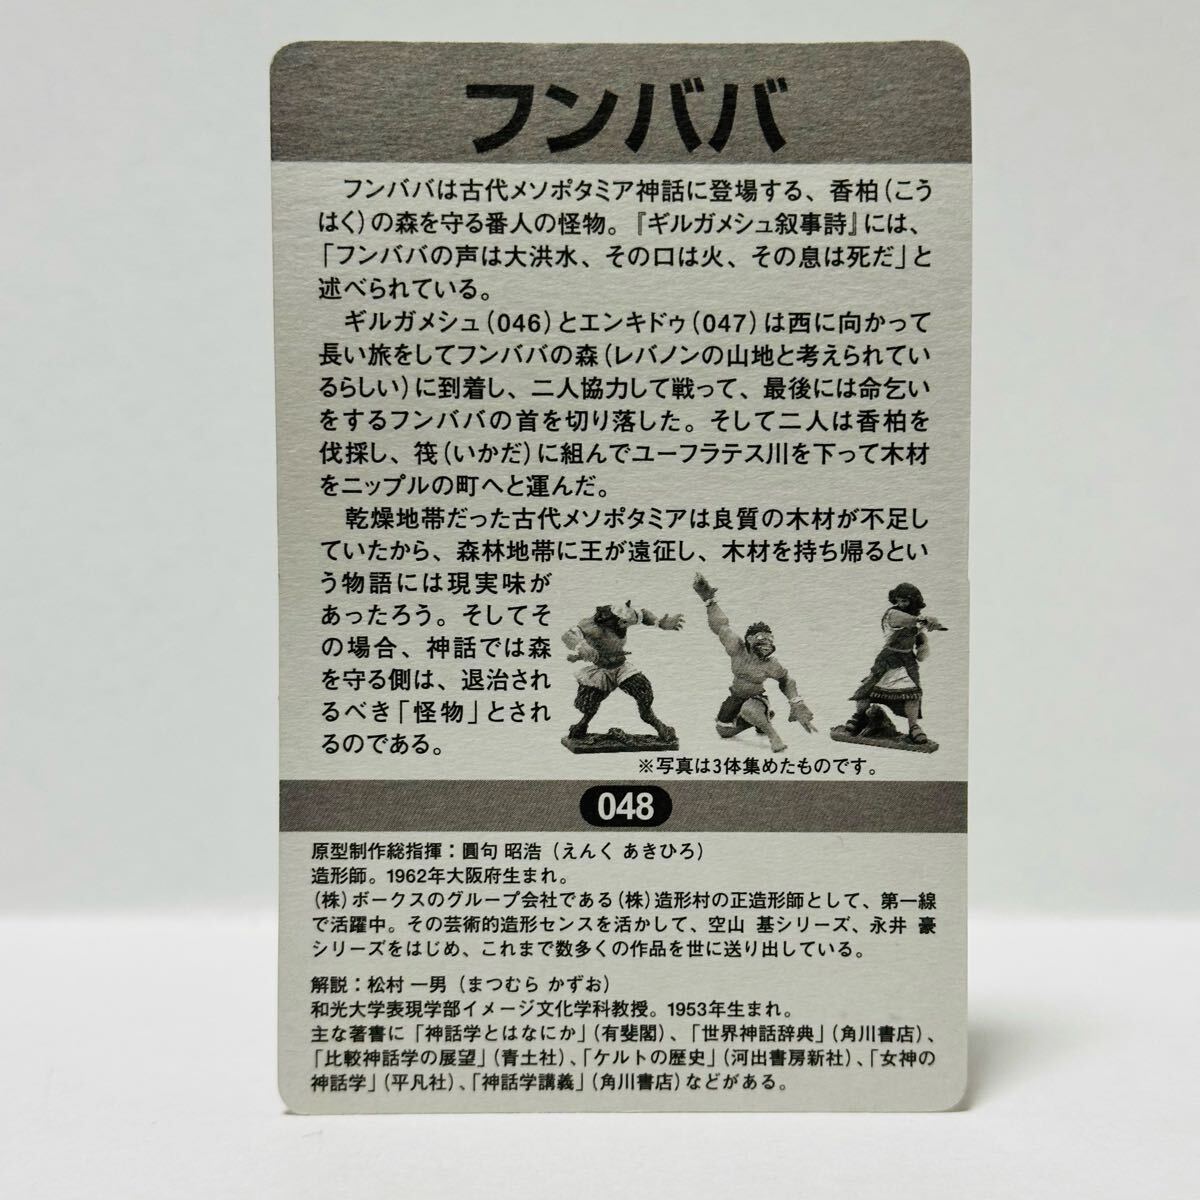 フンババ
フンババは古代メソポタミア神話に登場する、香柏(こう
はく)の森を守る番人の怪物。『ギルガメシュ叙事詩』には、
「フンババの声は大洪水、その口は火、その息は死だ」と
述べられている。
ギルガメシュ(046)とエンキドゥ(047)は西に向かって
長い旅をしてフンババの森(レバノンの山地と考えられてい
るらしい)に到着し、二人協力して戦って、最後には命乞い
をするフンババの首を切り落した。そして二人は香柏を
伐採し、筏(いかだ)に組んでユーフラテス川を下って木材
をニップルの町へと運んだ。
乾燥地帯だった古代メソポタミアは良質の木材が不足し
ていたから、森林地帯に王が遠征し、木材を持ち帰るとい
う物語には現実味が
あったろう。そしてそ
の場合、神話では森
を守る側は、退治され
るべき「怪物」とされ
るのである。
※写真は3体集めたものです。
048
原型制作総指揮:圓句 昭浩(えんく あきひろ)
造形師。1962年大阪府生まれ。
(株)ボークスのグループ会社である(株)造形村の正造形師として、第一線
で活躍中。その芸術的造形センスを活かして、空山 基シリーズ、永井 豪
シリーズをはじめ、これまで数多くの作品を世に送り出している。
解説:松村 一男(まつむら かずお)
和光大学表現学部イメージ文化学科教授。1953年生まれ。
主な著書に「神話学とはなにか」(有斐閣)、「世界神話辞典」(角川書店)、
「比較神話学の展望」(青土社)、「ケルトの歴史」(河出書房新社)、「女神の
神話学」(平凡社)、「神話学講義」(角川書店)などがある。